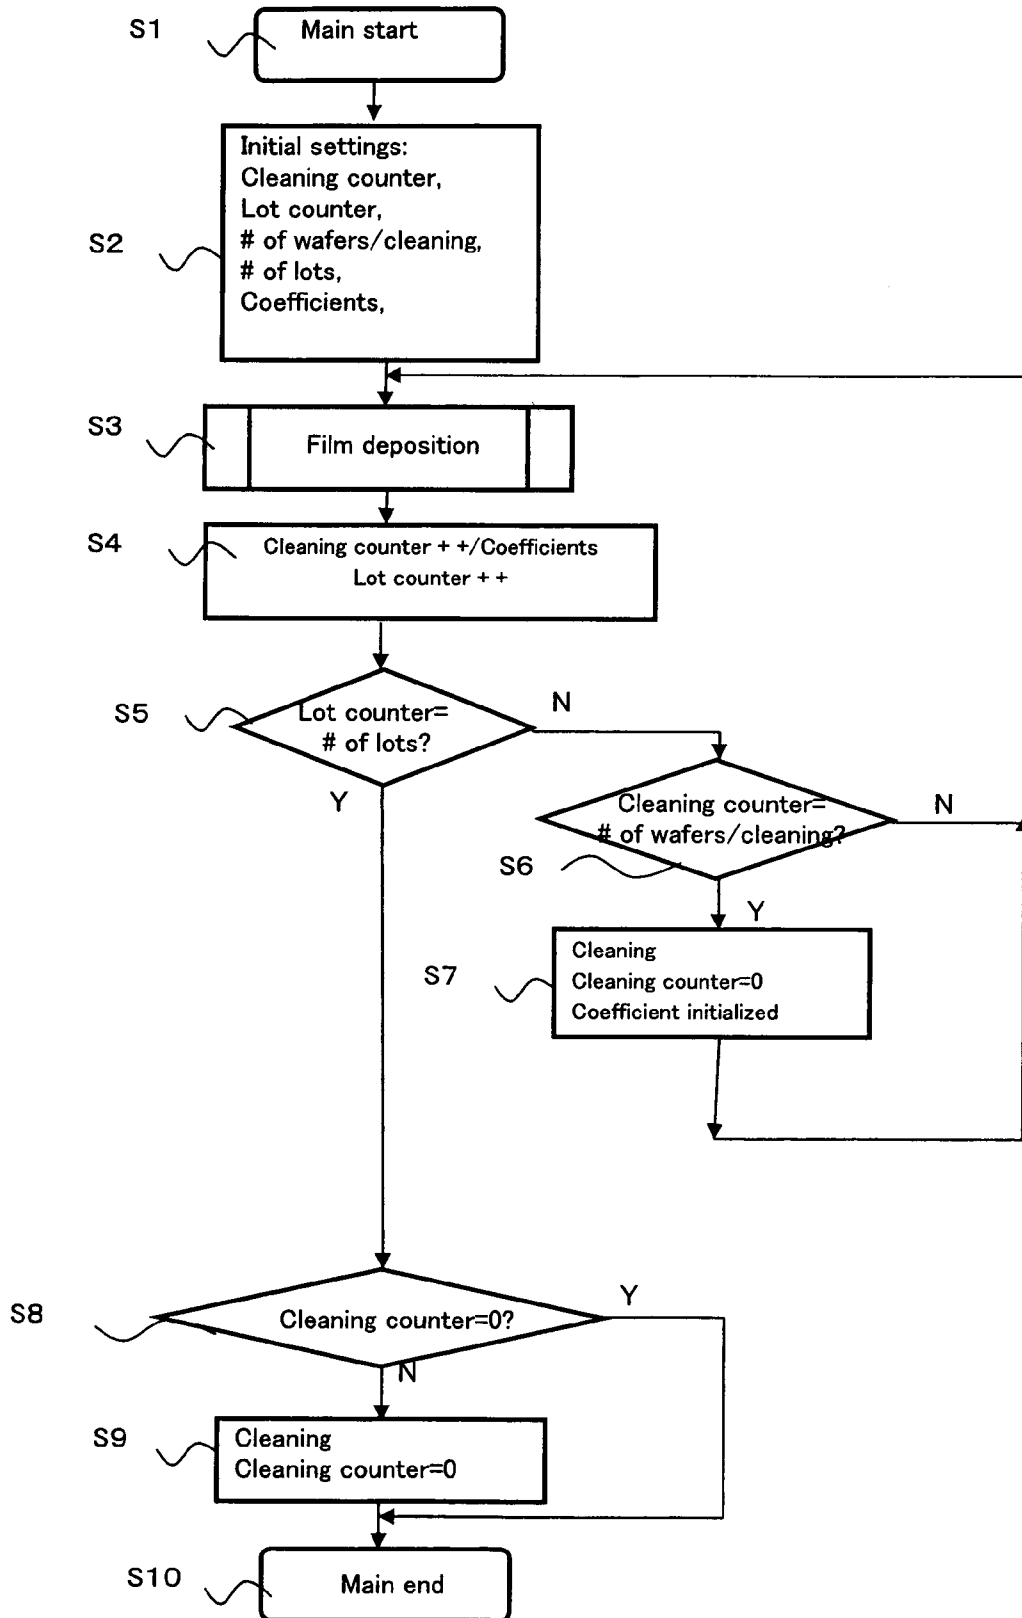 S1
Main start
Initial settings:
Cleaning counter,
Lot counter,
# of wafers/cleaning,
# of lots,
Coefficients,
S2
S3
Film deposition
S4
Cleaning counter + +/Coefficients
Lot counter + +
S5
Lot counter=
# of lots?
N
Y
Cleaning counter=
# of wafers/cleaning?
N
S6
Y
S7
Cleaning
Cleaning counter=0
Coefficient initialized
S8
Cleaning counter=0?
Y
N
S9
Cleaning
Cleaning counter=0
S10
Main end